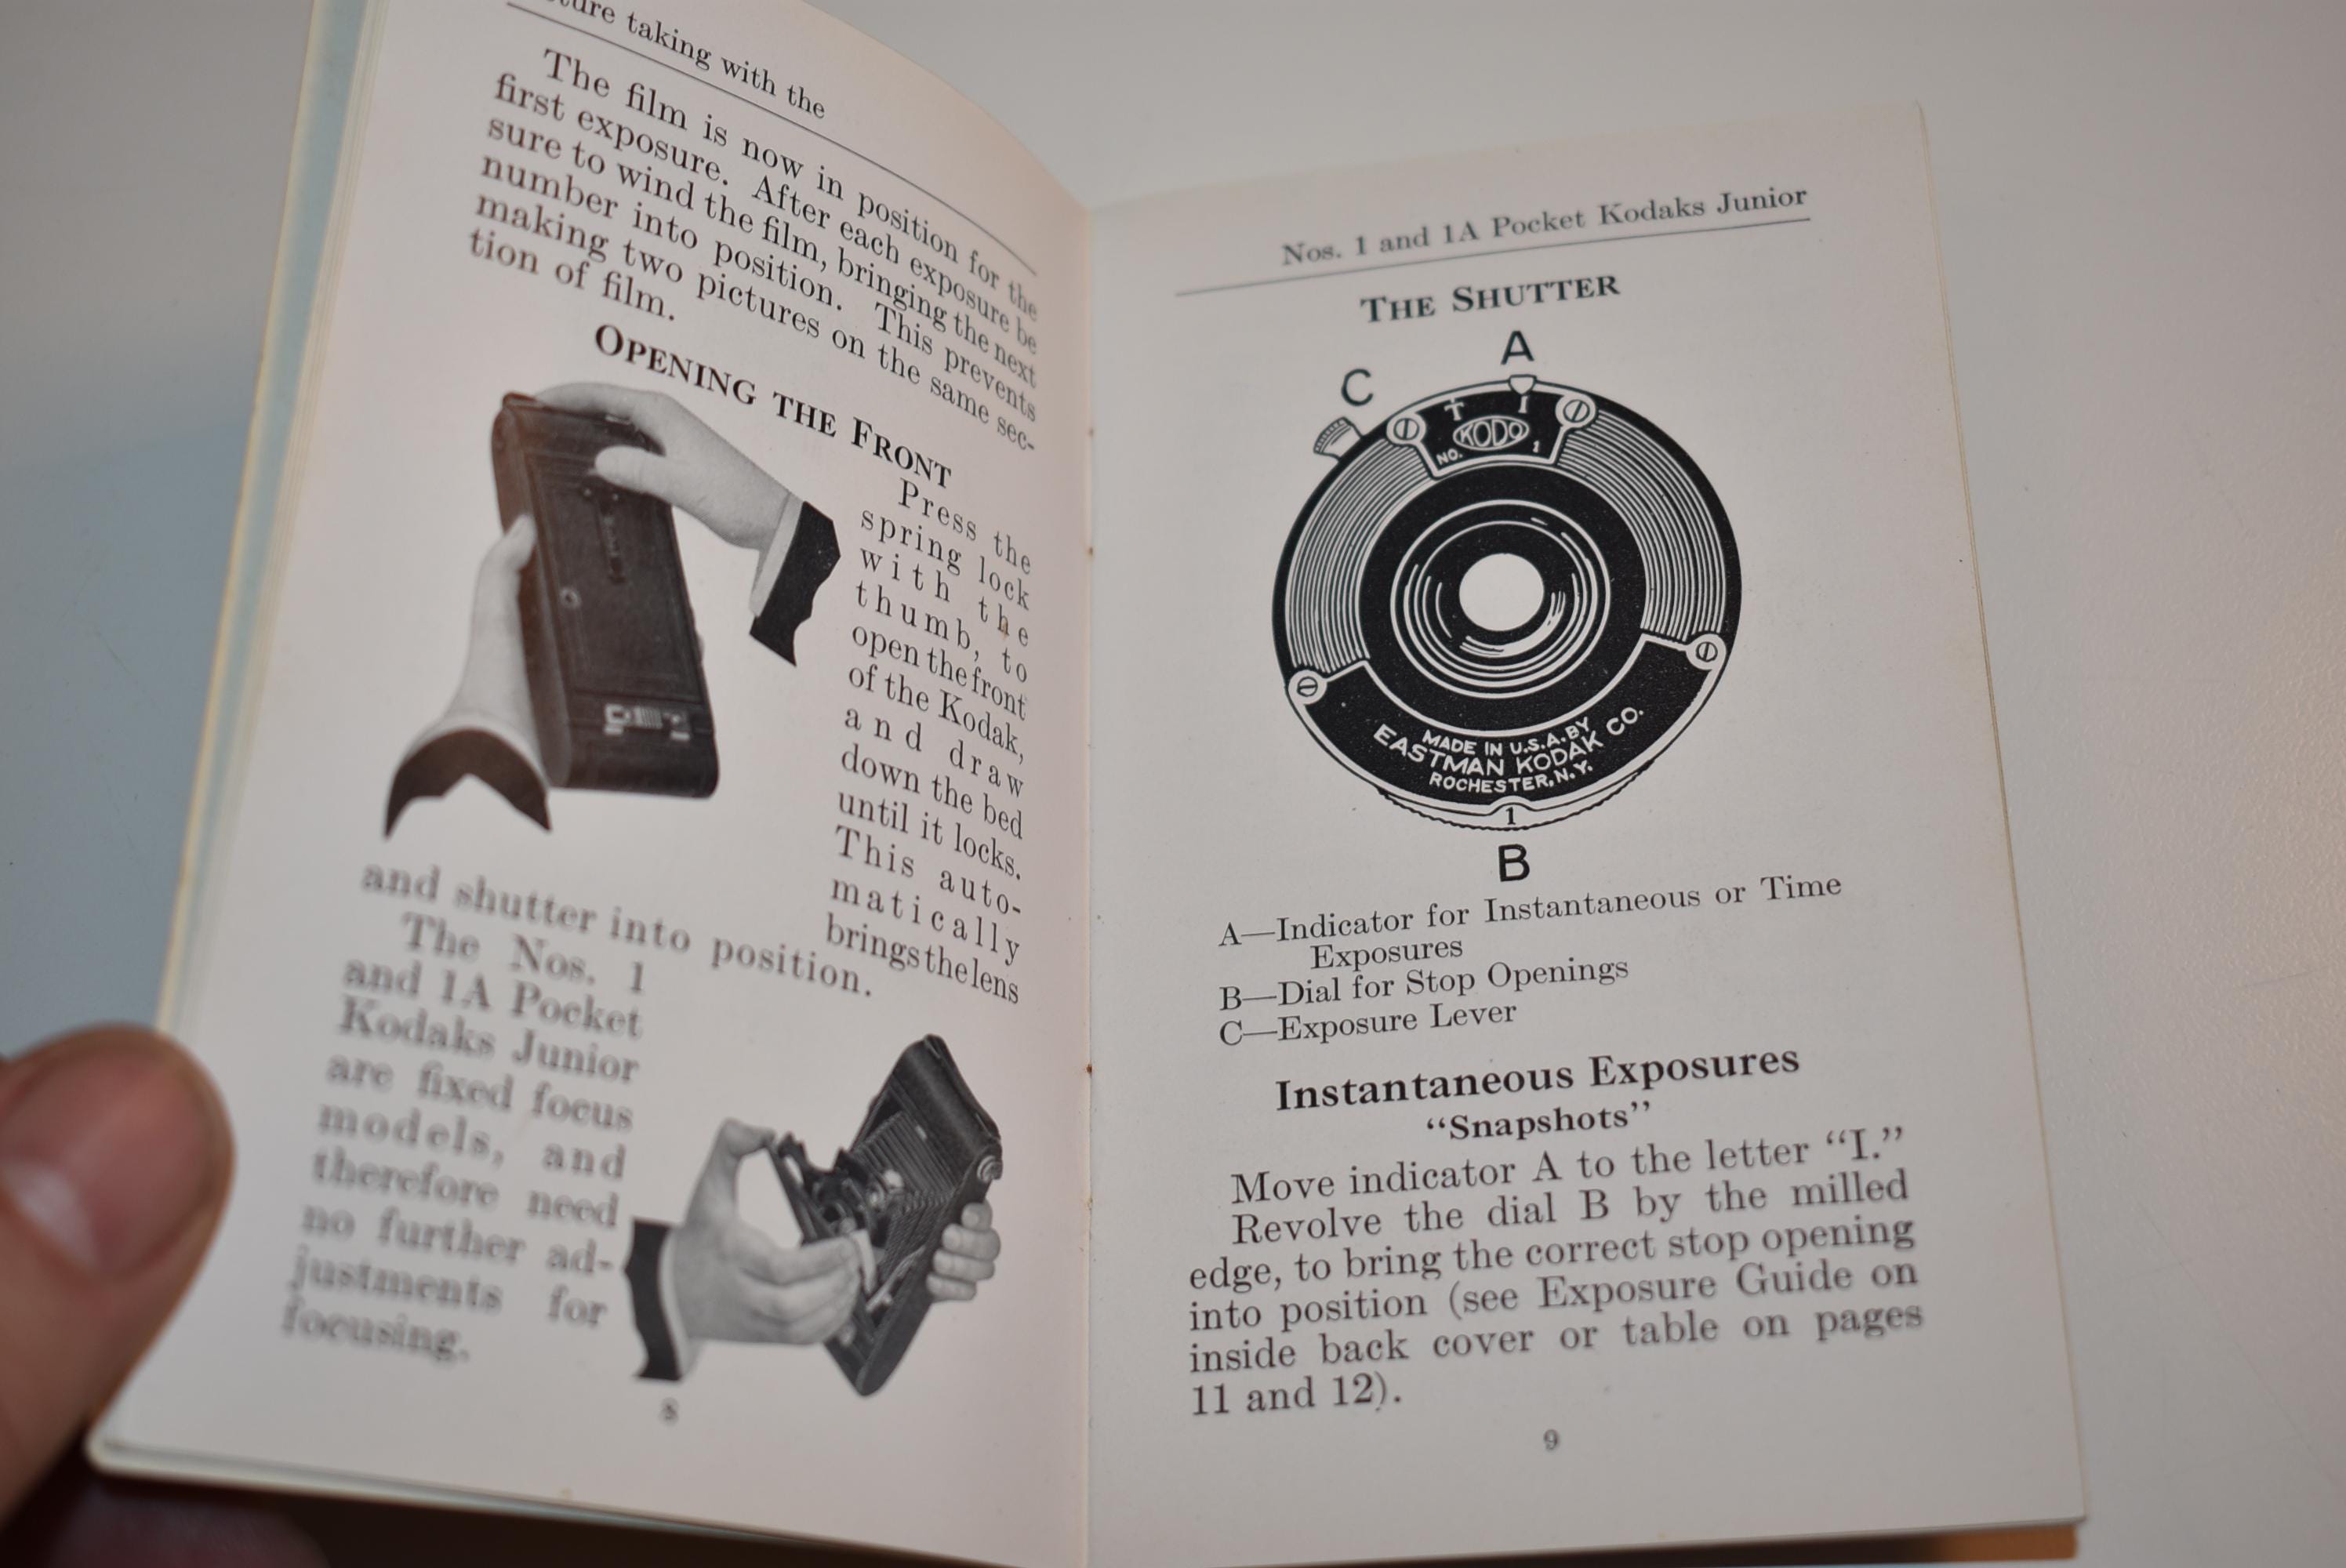 taking with the
The film is now in position for the
first exposure. After each exposure be
sure to wind the film, bringing the next
number into position. This prevents
making two pictures on the same sec-
tion of film.
OPENING THE FRONT
Press the
spring lock
with the
thumb, to
open the front
of the Kodak,
and draw
down the bed
until it locks.
This auto-
matically
brings the lens
and shutter into position.
The Nos. 1
and 1A Pocket
Kodaks Junior
are fixed focus
models, and
therefore need
no further ad-
justments for
focusing.
8
Nos. 1 and 1A Pocket Kodaks Junior
THE SHUTTER
A
C
T I
KODO
NO. 1
MADE IN U.S.A. BY
EASTMAN KODAK CO.
ROCHESTER, N.Y.
1
B
A—Indicator for Instantaneous or Time
Exposures
B—Dial for Stop Openings
C—Exposure Lever
Instantaneous Exposures
“Snapshots”
Move indicator A to the letter “I.”
Revolve the dial B by the milled
edge, to bring the correct stop opening
into position (see Exposure Guide on
inside back cover or table on pages
11 and 12).
9